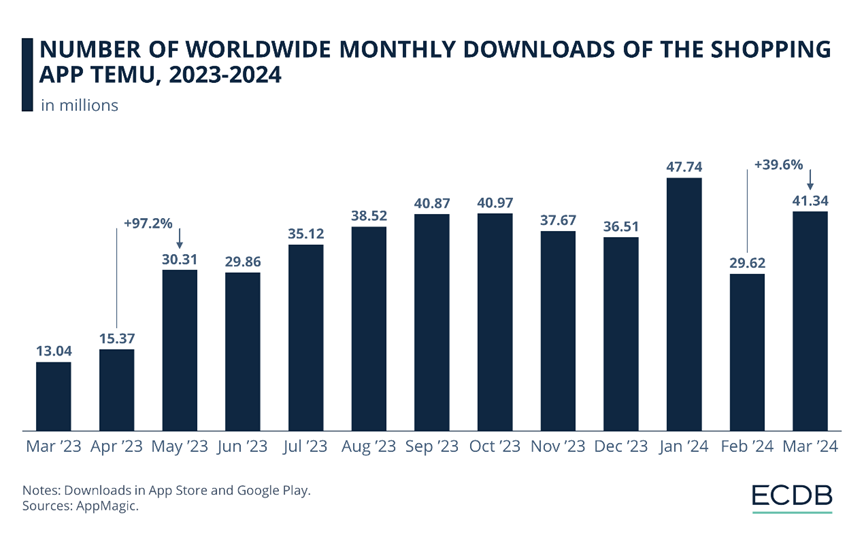 NUMBER OF WORLDWIDE MONTHLY DOWNLOADS OF THE SHOPPING
APP TEMU, 2023-2024
in millions
13.04
15.37
+97.2%
30.31
29.86
35.12
38.52
40.87
40.97
37.67
36.51
47.74
29.62
+39.6%
41.34
Mar ’23 Apr ’23 May ’23 Jun ’23 Jul ’23 Aug ’23 Sep ’23 Oct ’23 Nov ’23 Dec ’23 Jan ’24 Feb ’24 Mar ’24
Notes: Downloads in App Store and Google Play.
Sources: AppMagic.
ECDB